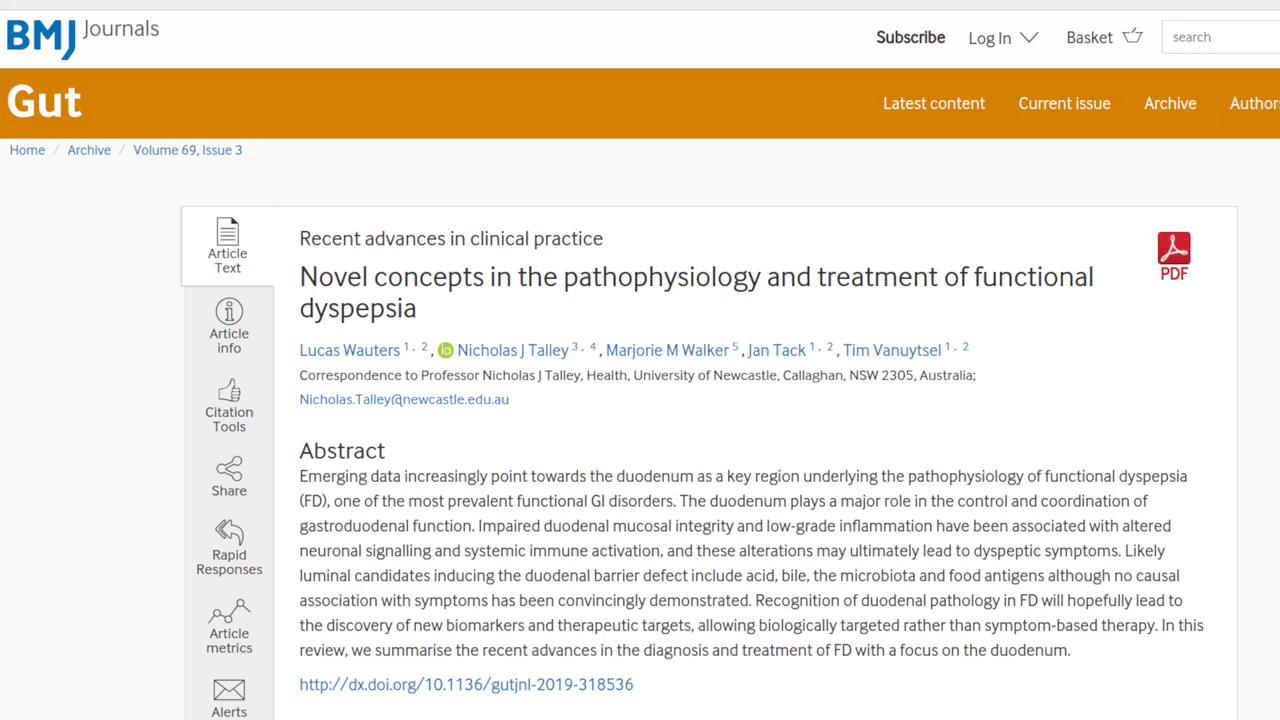 BMJ Journals
Subscribe Log In Basket search
Gut
Latest content Current issue Archive Authors
Home / Archive / Volume 69, Issue 3
Article
Text
Article
info
Citation
Tools
Share
Rapid
Responses
Article
metrics
Alerts
Recent advances in clinical practice
PDF
Novel concepts in the pathophysiology and treatment of functional
dyspepsia
Lucas Wauters 1, 2, iD Nicholas J Talley 3, 4, Marjorie M Walker 5, Jan Tack 1, 2, Tim Vanuytsel 1, 2
Correspondence to Professor Nicholas J Talley, Health, University of Newcastle, Callaghan, NSW 2305, Australia;
Nicholas.Talley@newcastle.edu.au
Abstract
Emerging data increasingly point towards the duodenum as a key region underlying the pathophysiology of functional dyspepsia
(FD), one of the most prevalent functional GI disorders. The duodenum plays a major role in the control and coordination of
gastroduodenal function. Impaired duodenal mucosal integrity and low-grade inflammation have been associated with altered
neuronal signalling and systemic immune activation, and these alterations may ultimately lead to dyspeptic symptoms. Likely
luminal candidates inducing the duodenal barrier defect include acid, bile, the microbiota and food antigens although no causal
association with symptoms has been convincingly demonstrated. Recognition of duodenal pathology in FD will hopefully lead to
the discovery of new biomarkers and therapeutic targets, allowing biologically targeted rather than symptom-based therapy. In this
review, we summarise the recent advances in the diagnosis and treatment of FD with a focus on the duodenum.
http://dx.doi.org/10.1136/gutjnl-2019-318536